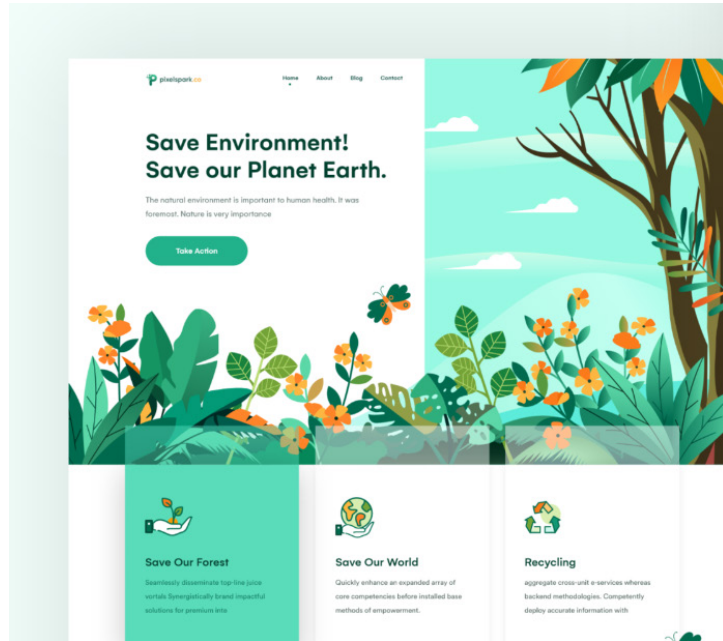 pixelspark.co
Home About Blog Contact
Save Environment!
Save our Planet Earth.
The natural environment is important to human health. It was
foremost. Nature is very importance
Take Action
Save Our Forest
Seamlessly disseminate top-line juice
vortals Synergistically brand impactful
solutions for premium inte
Save Our World
Quickly enhance an expanded array of
core competencies before installed base
methods of empowerment.
Recycling
aggregate cross-unit e-services whereas
backend methodologies. Competently
deploy accurate information with